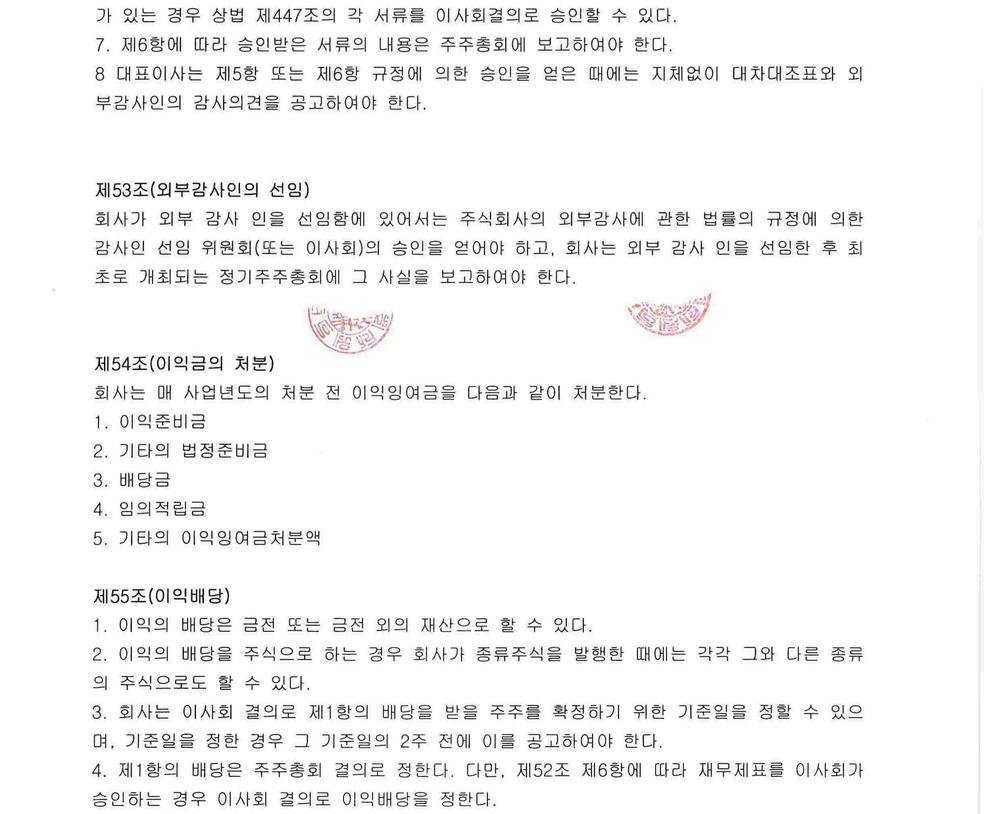 가 있는 경우 상법 제447조의 각 서류를 이사회결의로 승인할 수 있다.
7. 제6항에 따라 승인받은 서류의 내용은 주주총회에 보고하여야 한다.
8 대표이사는 제5항 또는 제6항 규정에 의한 승인을 얻은 때에는 지체없이 대차대조표와 외
부감사인의 감사의견을 공고하여야 한다.
제53조(외부감사인의 선임)
회사가 외부 감사 인을 선임함에 있어서는 주식회사의 외부감사에 관한 법률의 규정에 의한
감사인 선임 위원회(또는 이사회)의 승인을 얻어야 하고, 회사는 외부 감사 인을 선임한 후 최
초로 개최되는 정기주주총회에 그 사실을 보고하여야 한다.
제54조(이익금의 처분)
회사는 매 사업년도의 처분 전 이익잉여금을 다음과 같이 처분한다.
1. 이익준비금
2. 기타의 법정준비금
3. 배당금
4. 임의적립금
5. 기타의 이익잉여금처분액
제55조(이익배당)
1. 이익의 배당은 금전 또는 금전 외의 재산으로 할 수 있다.
2. 이익의 배당을 주식으로 하는 경우 회사가 종류주식을 발행한 때에는 각각 그와 다른 종류
의 주식으로도 할 수 있다.
3. 회사는 이사회 결의로 제1항의 배당을 받을 주주를 확정하기 위한 기준일을 정할 수 있으
며, 기준일을 정한 경우 그 기준일의 2주 전에 이를 공고하여야 한다.
4. 제1항의 배당은 주주총회 결의로 정한다. 다만, 제52조 제6항에 따라 재무제표를 이사회가
승인하는 경우 이사회 결의로 이익배당을 정한다.